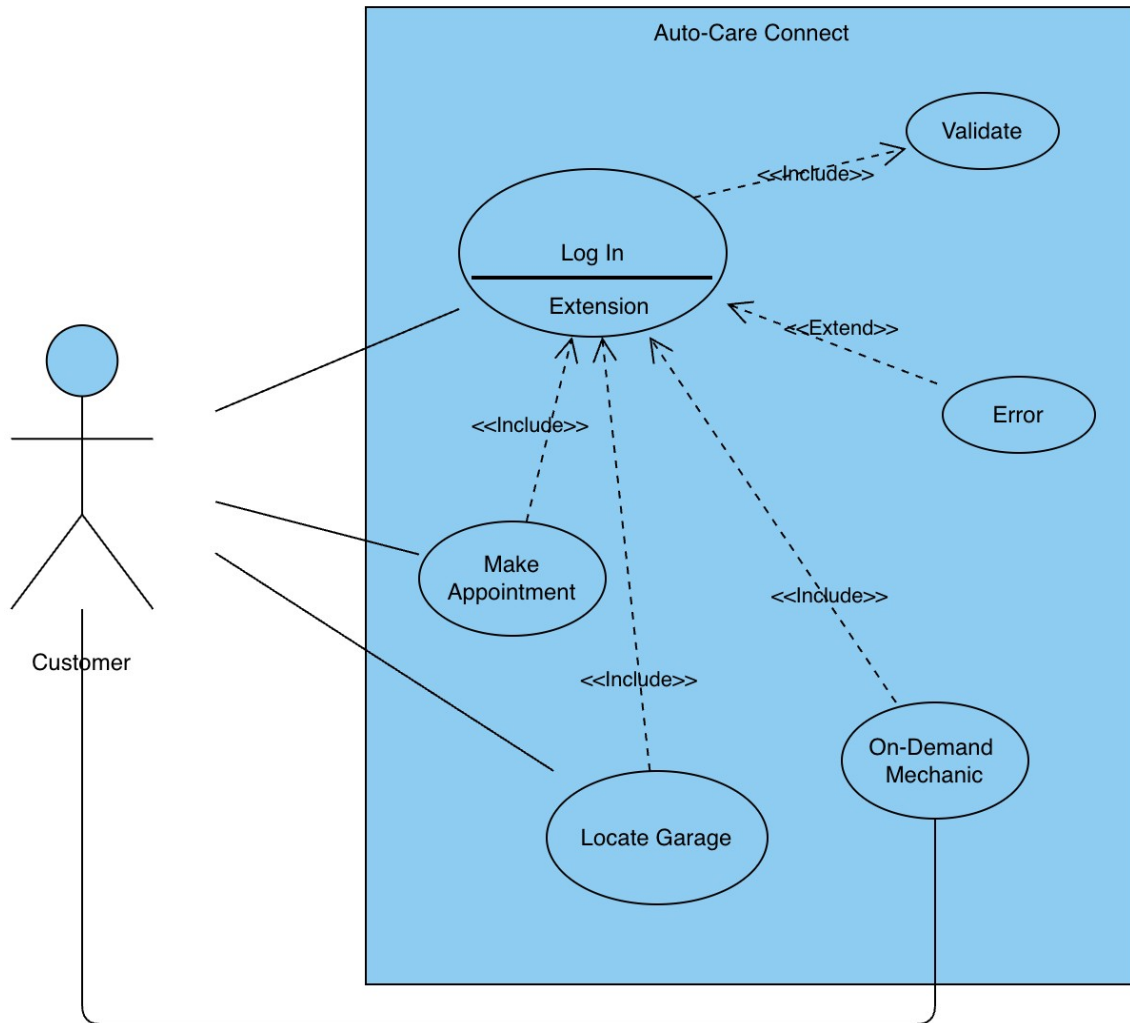 Auto-Care Connect
Validate
<<Include>>
Log In
Extension
<<Extend>>
Error
<<Include>>
Make
Appointment
<<Include>>
Customer
<<Include>>
On-Demand
Mechanic
Locate Garage